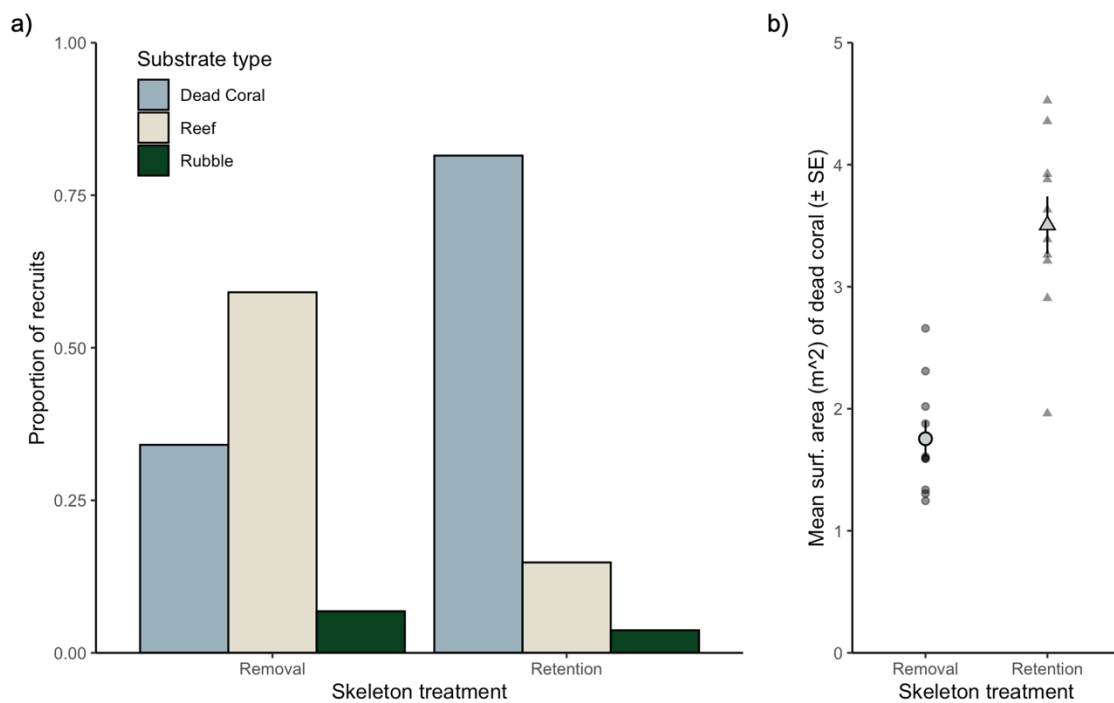 a)
1.00
0.75
0.50
0.25
0.00
Proportion of recruits
Substrate type
Dead Coral
Reef
Rubble
Removal
Retention
Skeleton treatment
b)
5
4
3
2
1
0
Mean surf. area (m^2) of dead coral (± SE)
Removal
Retention
Skeleton treatment